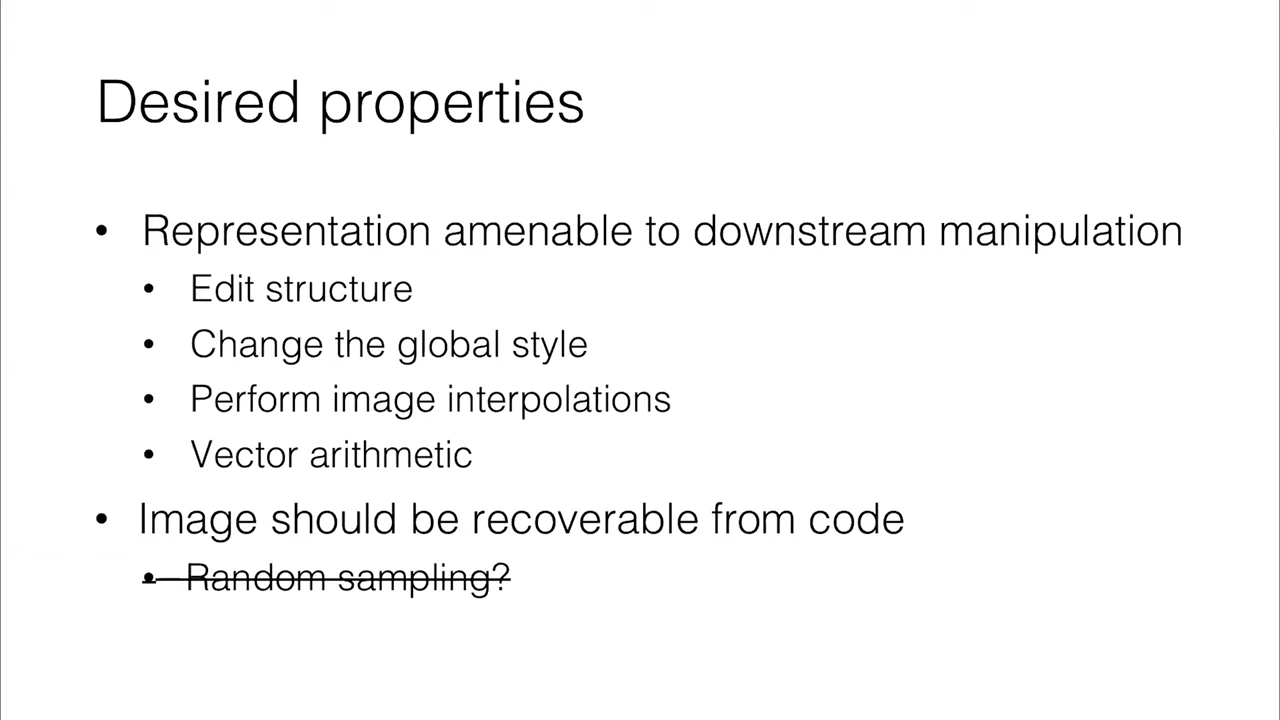 Desired properties
• Representation amenable to downstream manipulation
• Edit structure
• Change the global style
• Perform image interpolations
• Vector arithmetic
• Image should be recoverable from code
• Random sampling?